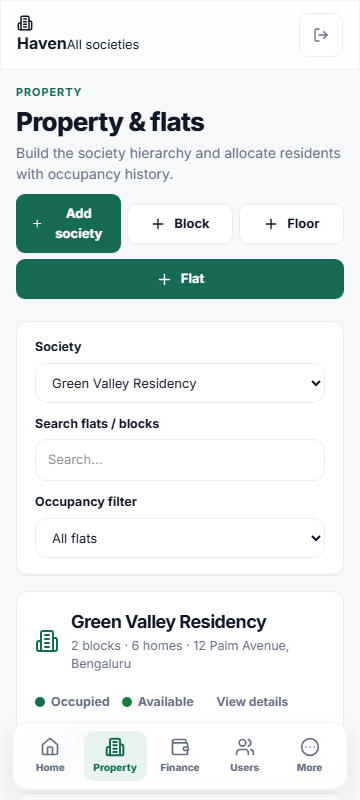 HavenAll societies
PROPERTY
Property & flats
Build the society hierarchy and allocate residents
with occupancy history.
Add
society
Block
Floor
Flat
Society
Green Valley Residency
Search flats / blocks
Search...
Occupancy filter
All flats
Green Valley Residency
2 blocks · 6 homes · 12 Palm Avenue,
Bengaluru
Occupied Available View details
Home Property Finance Users More